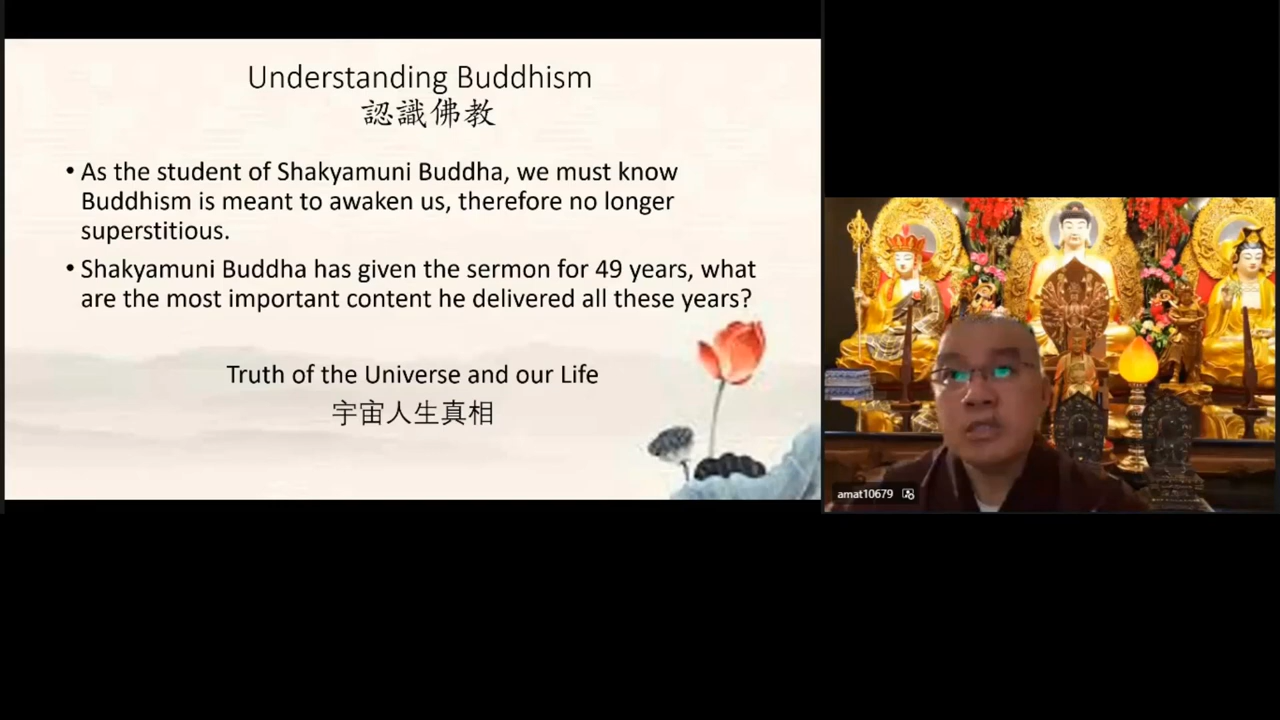 Understanding Buddhism
認識佛教
• As the student of Shakyamuni Buddha, we must know
Buddhism is meant to awaken us, therefore no longer
superstitious.
• Shakyamuni Buddha has given the sermon for 49 years, what
are the most important content he delivered all these years?
Truth of the Universe and our Life
宇宙人生真相
amat10679